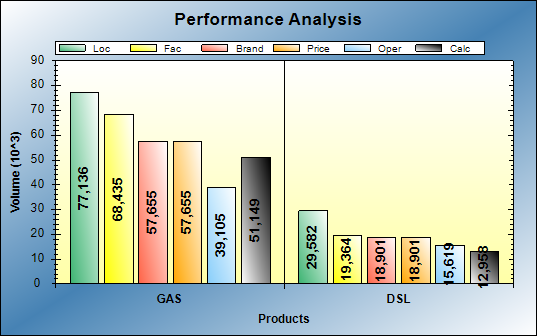 Performance Analysis
Loc Fac Brand Price Oper Calc
Volume (10^3)
90
80
70
60
50
40
30
20
10
0
77,136 68,435 57,655 57,655 39,105 51,149
29,582 19,364 18,901 18,901 15,619 12,958
GAS DSL
Products